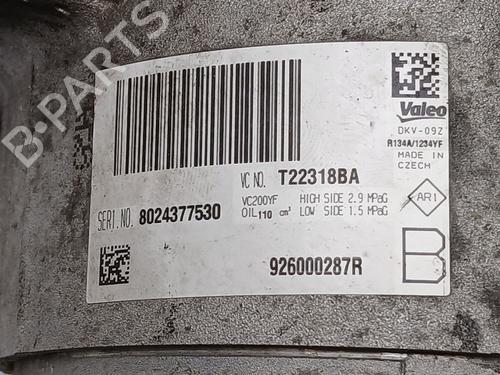 B-PARTS
Valeo
DKV-09Z
R134A/1234YF
MADE IN
CZECH
VC NO. T22318BA
SERI.NO. 8024377530
VC200YF HIGH SIDE 2.9 MPaG
OIL 110 cm³ LOW SIDE 1.5 MPaG
AR1
926000287R
B